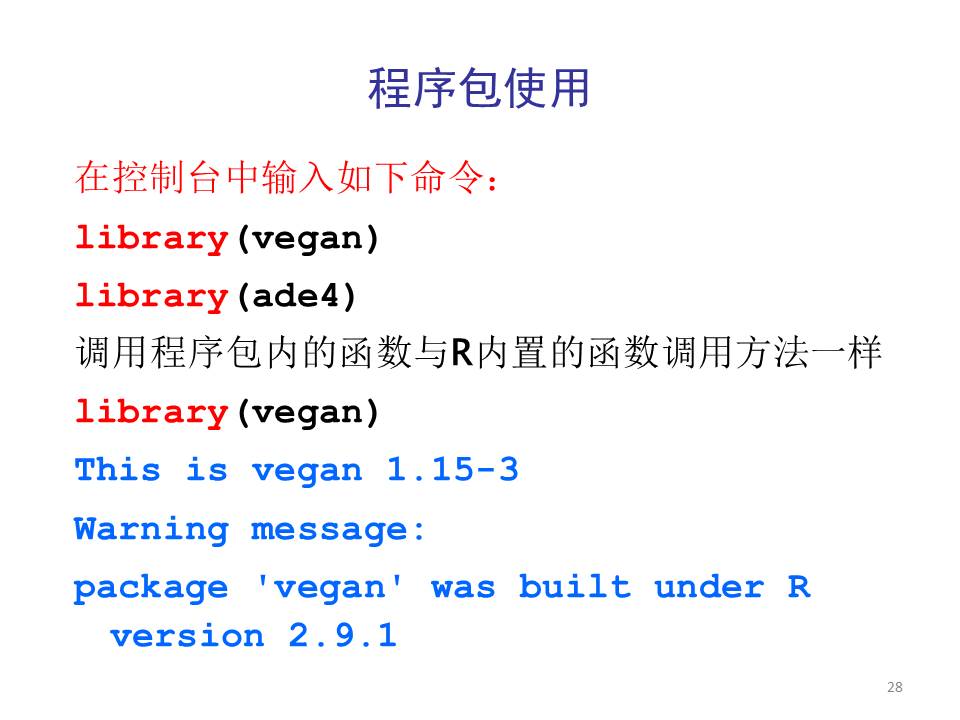 程序包使用
在控制台中输入如下命令：
library(vegan)
library(ade4)
调用程序包内的函数与R内置的函数调用方法一样
library(vegan)
This is vegan 1.15-3
Warning message:
package 'vegan' was built under R
version 2.9.1
28